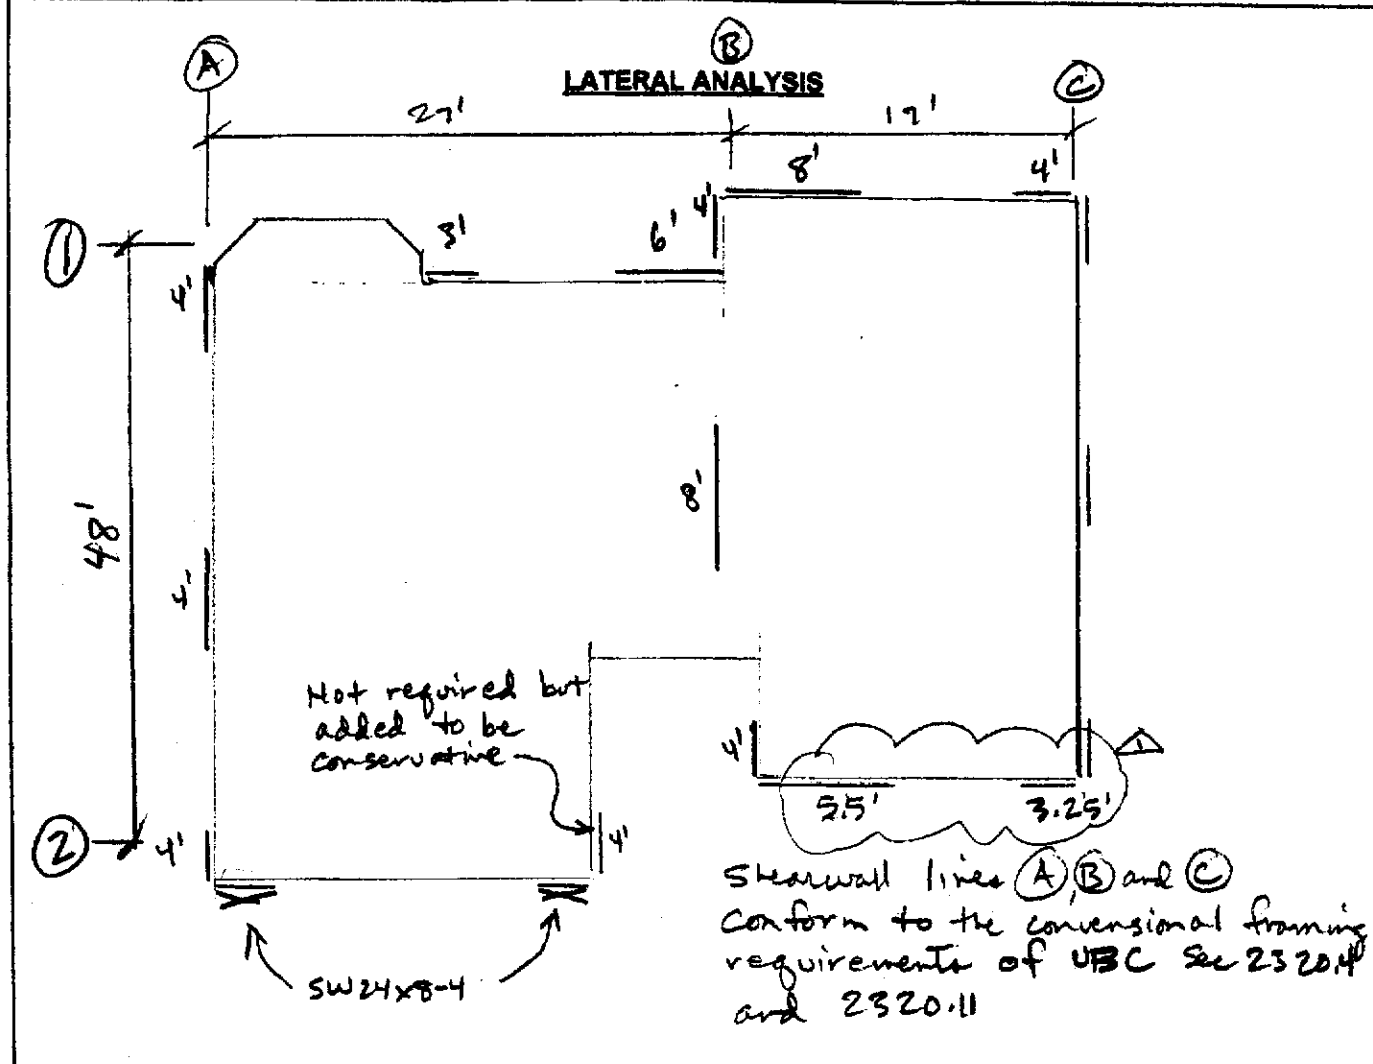 A
B
C
LATERAL ANALYSIS
27'
17'
8'
4'
4'
1
3'
6'
4'
48'
8'
4'
Not required but
added to be
conservative
4'
1
5.5'
3.25'
2
4'
4'
Shearwall lines A, B and C
Conform to the convensional framing
requirements of UBC Sec 2320.4
and 2320.11
SW24x8-4